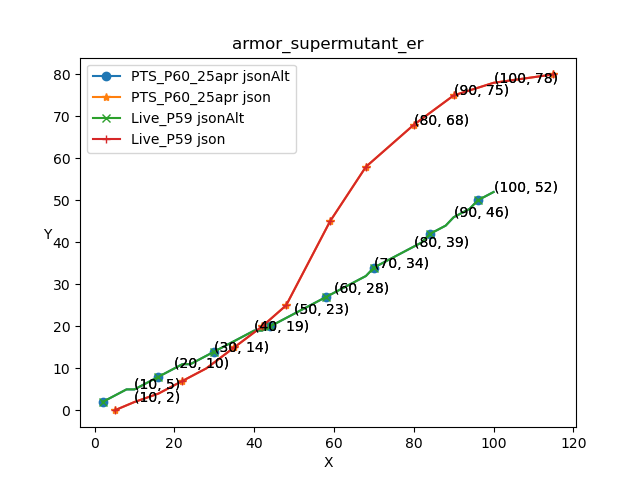 armor_supermutant_er
PTS_P60_25apr jsonAlt
PTS_P60_25apr json
Live_P59 jsonAlt
Live_P59 json
(100, 78)
(90, 75)
(80, 68)
(100, 52)
(90, 46)
(80, 39)
(70, 34)
(60, 28)
(50, 23)
(40, 19)
(30, 14)
(20, 10)
(10, 5)
(10, 2)
80
70
60
50
40
30
20
10
0
Y
0 20 40 60 80 100 120
X